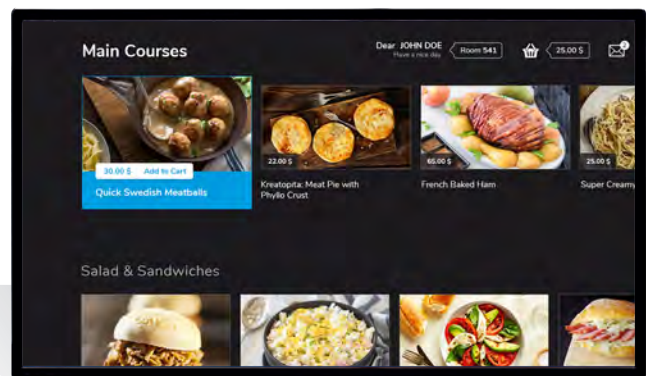 Main Courses
Dear JOHN DOE
Have a nice day
Room 541
25.00 $
2
30.00 $ Add to Cart
Quick Swedish Meatballs
22.00 $
Kreatopita: Meat Pie with
Phyllo Crust
65.00 $
French Baked Ham
25.00 $
Super Creamy
Salad & Sandwiches